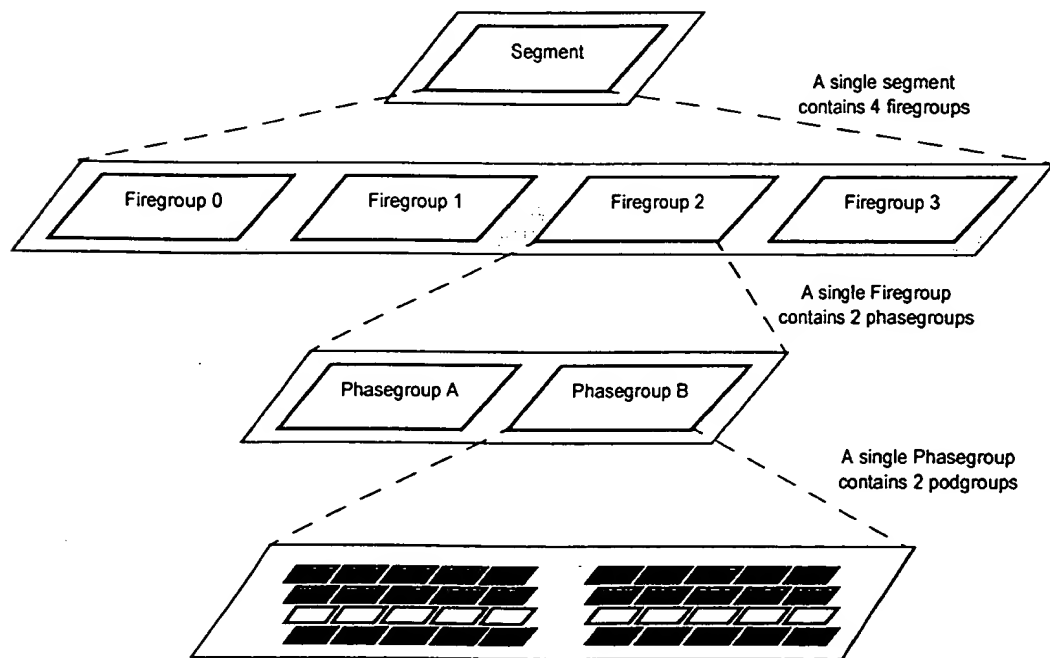 Segment
A single segment
contains 4 firegroups
Firegroup 0
Firegroup 1
Firegroup 2
Firegroup 3
A single Firegroup
contains 2 phasegroups
Phasegroup A
Phasegroup B
A single Phasegroup
contains 2 podgroups